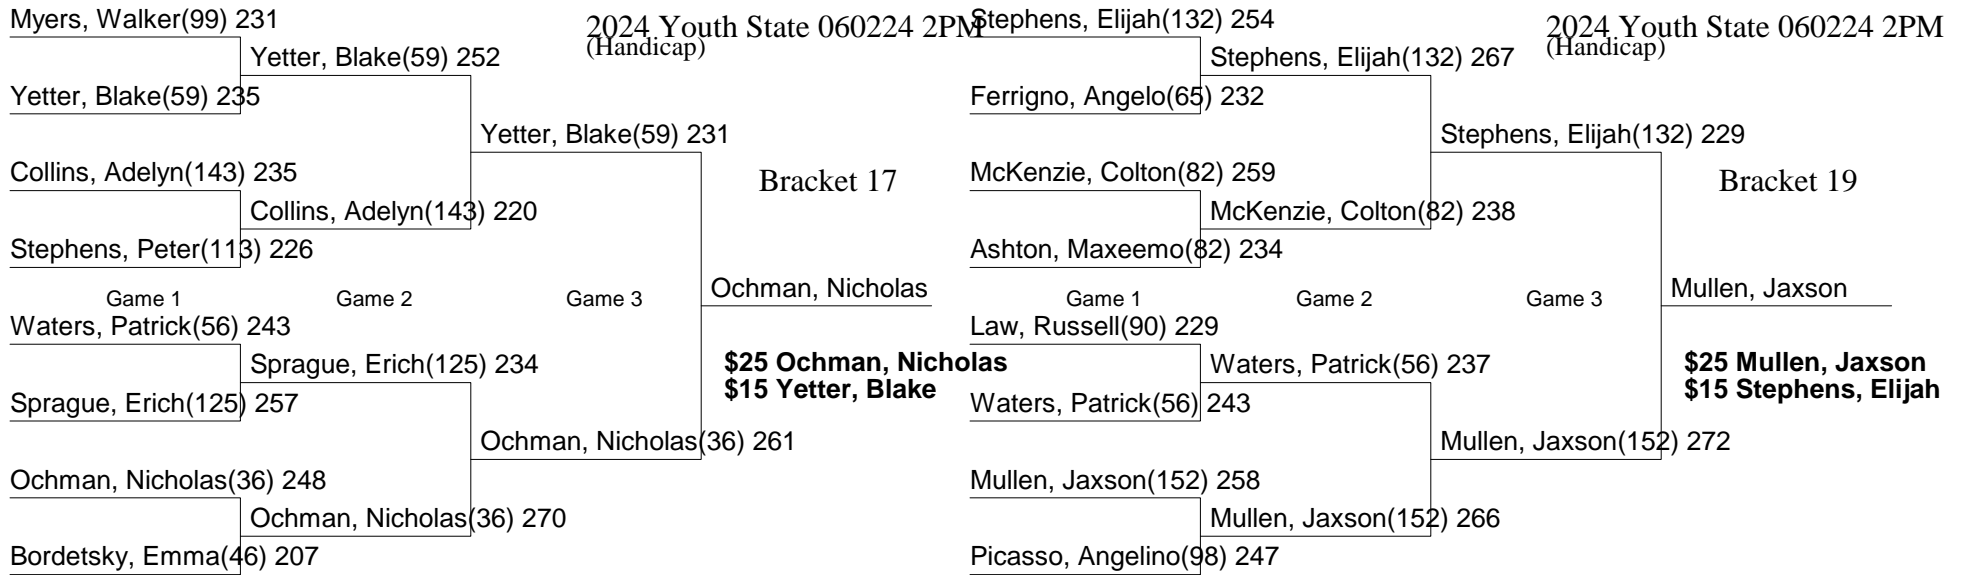 Myers, Walker(99) 231
2024 Youth State 060224 2PM
(Handicap)
Yetter, Blake(59) 252
Yetter, Blake(59) 235
Yetter, Blake(59) 231
Collins, Adelyn(143) 235
Bracket 17
Collins, Adelyn(143) 220
Stephens, Peter(113) 226
Game 1
Game 2
Game 3
Ochman, Nicholas
Waters, Patrick(56) 243
Sprague, Erich(125) 234
$25 Ochman, Nicholas
$15 Yetter, Blake
Sprague, Erich(125) 257
Ochman, Nicholas(36) 261
Ochman, Nicholas(36) 248
Ochman, Nicholas(36) 270
Bordetsky, Emma(46) 207
Stephens, Elijah(132) 254
2024 Youth State 060224 2PM
(Handicap)
Stephens, Elijah(132) 267
Ferrigno, Angelo(65) 232
Stephens, Elijah(132) 229
McKenzie, Colton(82) 259
Bracket 19
McKenzie, Colton(82) 238
Ashton, Maxeemo(82) 234
Game 1
Game 2
Game 3
Mullen, Jaxson
Law, Russell(90) 229
Waters, Patrick(56) 237
$25 Mullen, Jaxson
$15 Stephens, Elijah
Waters, Patrick(56) 243
Mullen, Jaxson(152) 272
Mullen, Jaxson(152) 258
Mullen, Jaxson(152) 266
Picasso, Angelino(98) 247